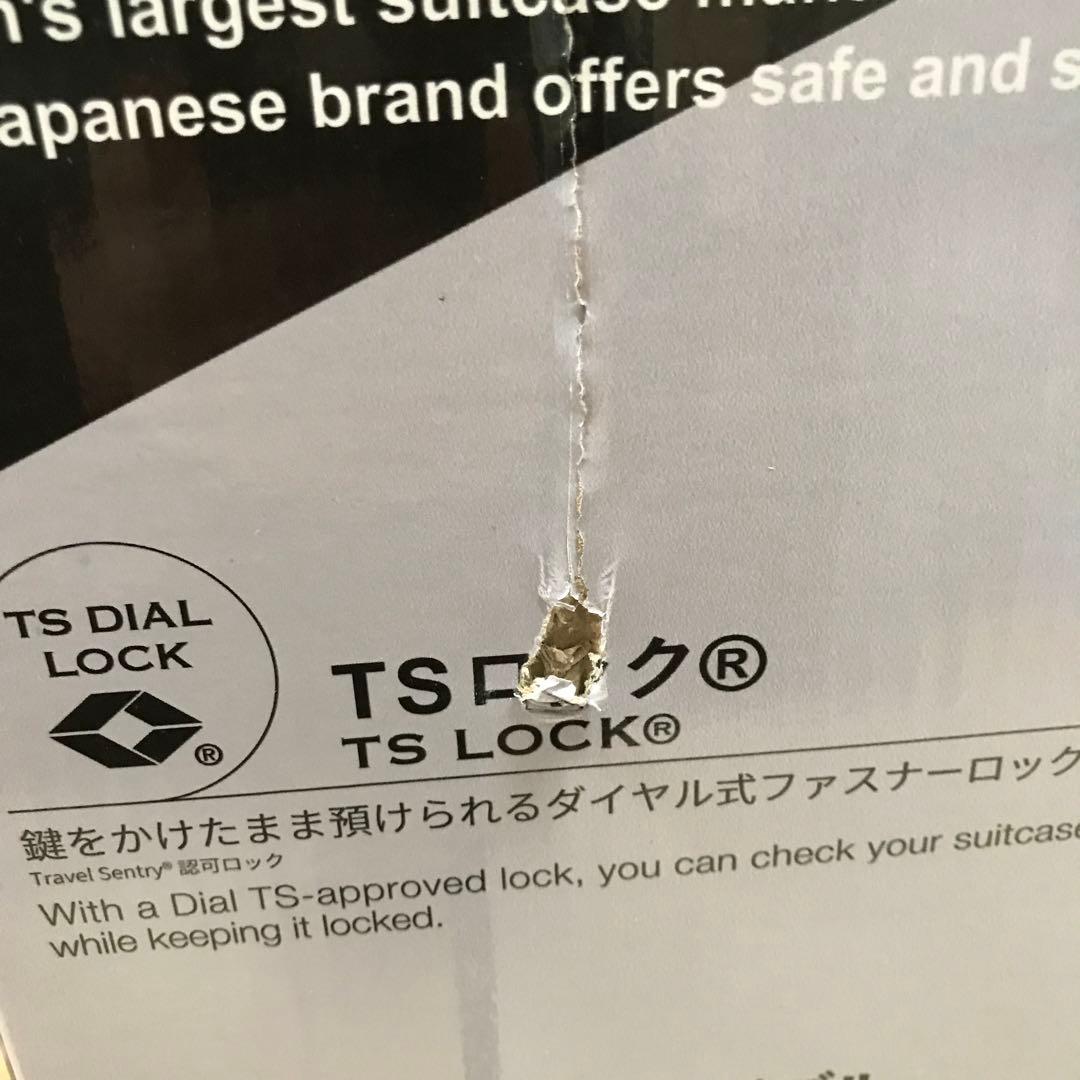 largest suitcase
Japanese brand offers safe and
TS DIAL
LOCK
®
TSロック®
TS LOCK®
鍵をかけたまま預けられるダイヤル式ファスナーロック
Travel Sentry® 認可ロック
With a Dial TS-approved lock, you can check your suitcase
while keeping it locked.